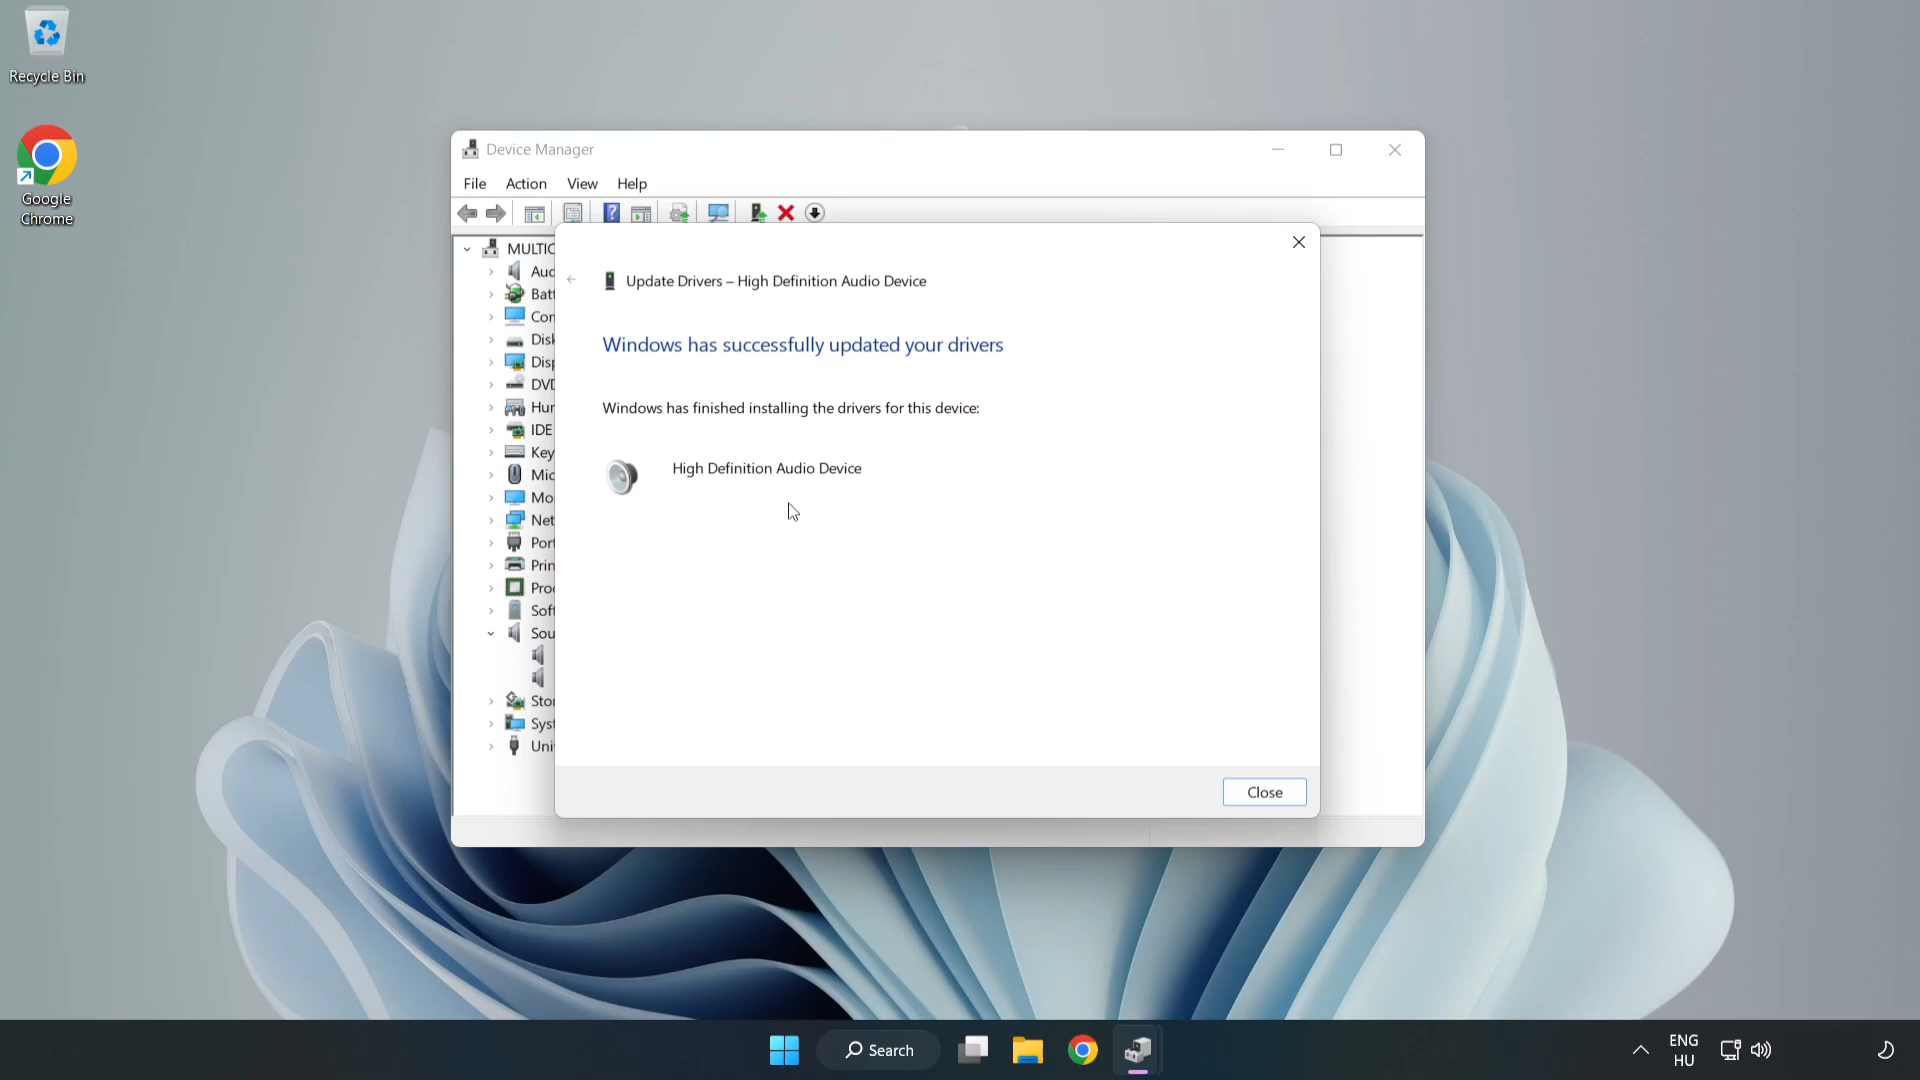 Recycle Bin
Google
Chrome
Device Manager
File Action View Help
MULTIC
Aud
Batt
Con
Disk
Disp
DVD
Hur
IDE
Key
Mic
Mor
Net
Port
Prin
Proc
Soft
Sou
Stor
Syst
Uni
Update Drivers – High Definition Audio Device
Windows has successfully updated your drivers
Windows has finished installing the drivers for this device:
High Definition Audio Device
Close
Search
ENG
HU